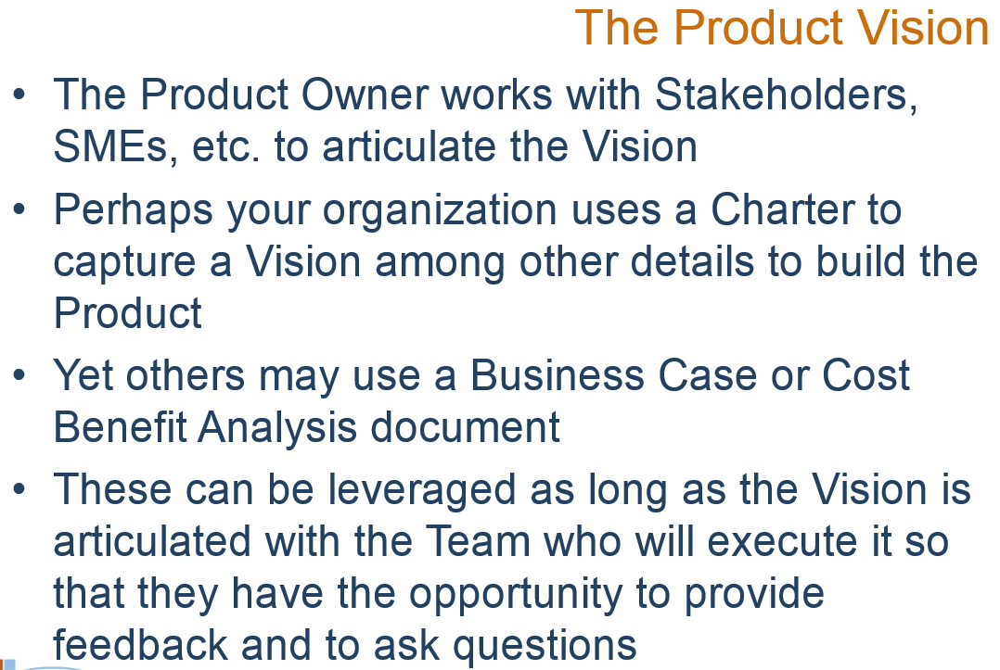 The Product Vision
• The Product Owner works with Stakeholders,
SMEs, etc. to articulate the Vision
• Perhaps your organization uses a Charter to
capture a Vision among other details to build the
Product
• Yet others may use a Business Case or Cost
Benefit Analysis document
• These can be leveraged as long as the Vision is
articulated with the Team who will execute it so
that they have the opportunity to provide
feedback and to ask questions